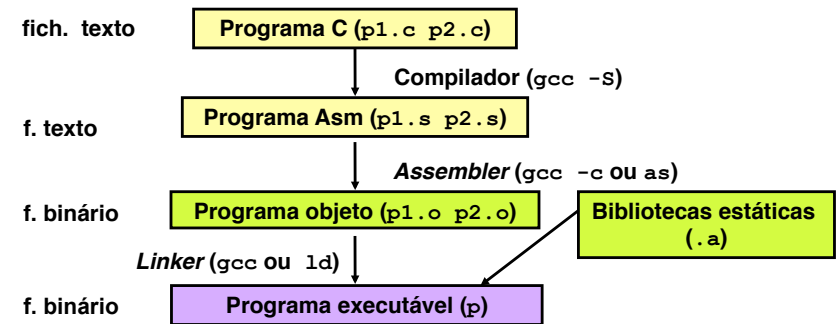 fich. texto
Programa C (p1.c p2.c)
Compilador (gcc -S)
f. texto
Programa Asm (p1.s p2.s)
Assembler (gcc -c ou as)
f. binário
Programa objeto (p1.o p2.o)
Bibliotecas estáticas
(.a)
Linker (gcc ou ld)
f. binário
Programa executável (p)